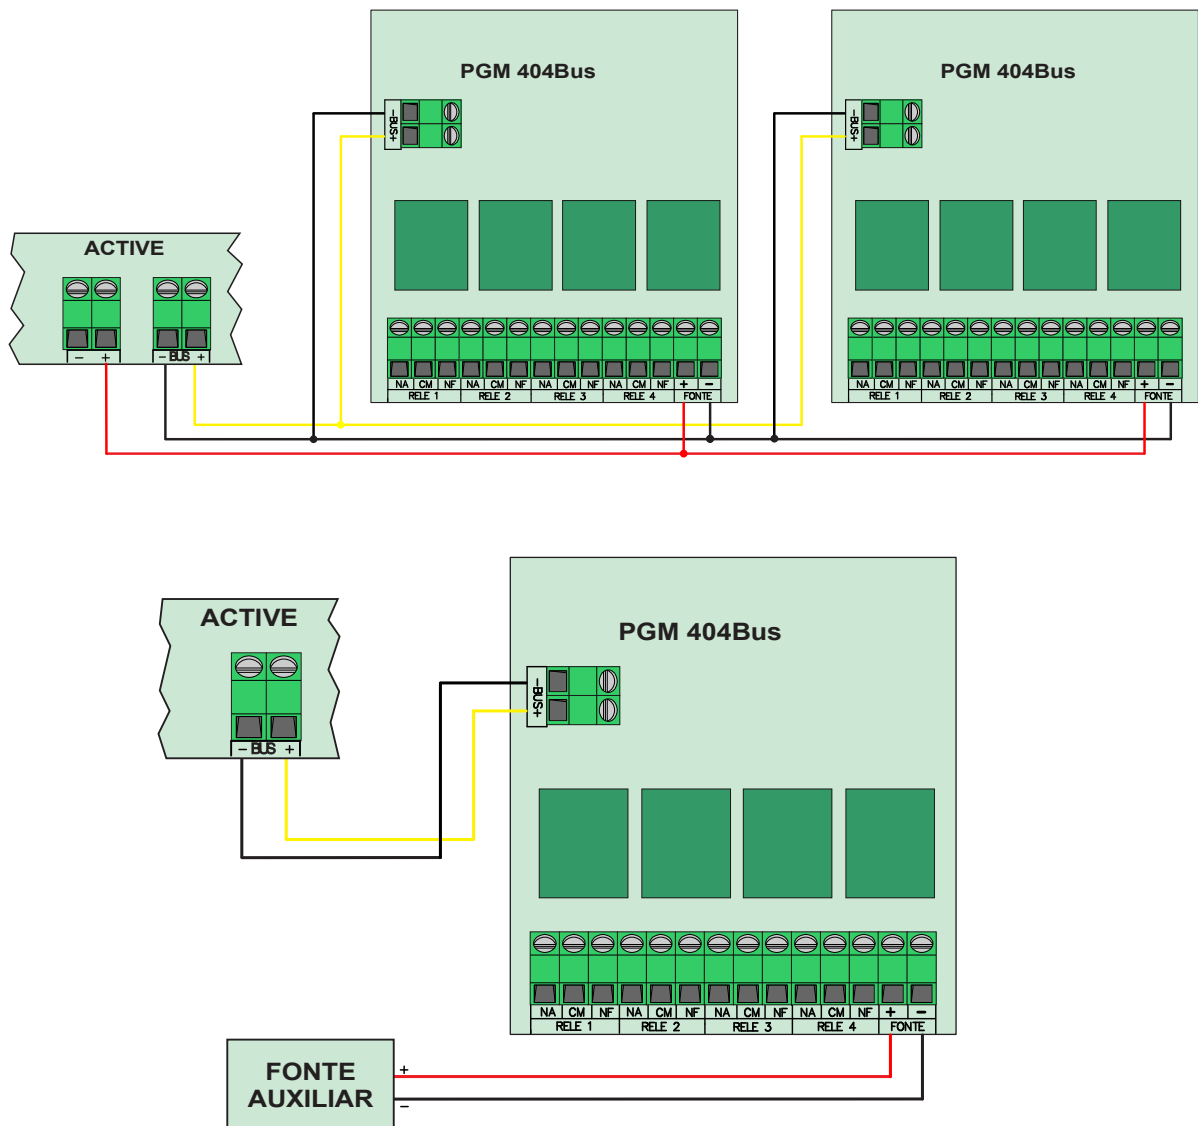 PGM 404Bus
PGM 404Bus
-BUS+
-BUS+
ACTIVE
- +
- BUS +
NA CM NF NA CM NF NA CM NF NA CM NF + -
RELE 1 RELE 2 RELE 3 RELE 4 FONTE
NA CM NF NA CM NF NA CM NF NA CM NF + -
RELE 1 RELE 2 RELE 3 RELE 4 FONTE
ACTIVE
PGM 404Bus
-BUS+
- BUS +
NA CM NF NA CM NF NA CM NF NA CM NF + -
RELE 1 RELE 2 RELE 3 RELE 4 FONTE
FONTE
AUXILIAR
+
-